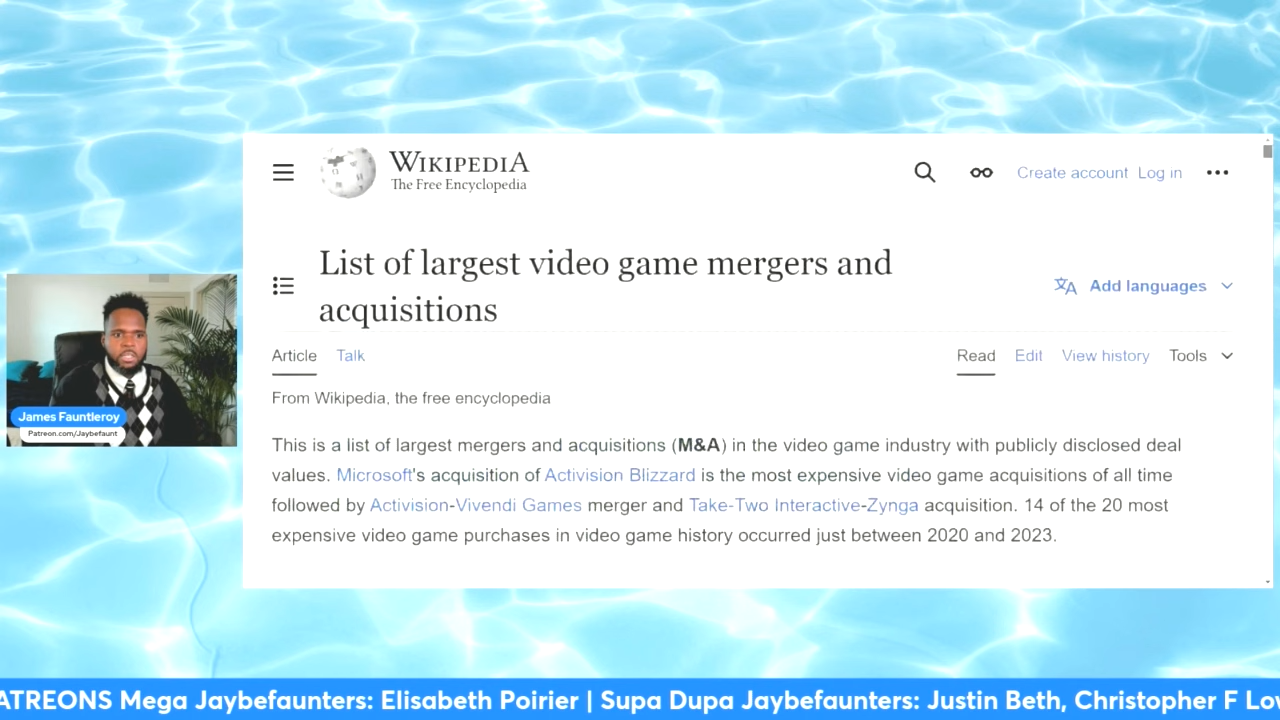 WIKIPEDIA
The Free Encyclopedia
Create account Log in
List of largest video game mergers and
acquisitions
Add languages
Article Talk
Read Edit View history Tools
From Wikipedia, the free encyclopedia
This is a list of largest mergers and acquisitions (M&A) in the video game industry with publicly disclosed deal
values. Microsoft's acquisition of Activision Blizzard is the most expensive video game acquisitions of all time
followed by Activision-Vivendi Games merger and Take-Two Interactive-Zynga acquisition. 14 of the 20 most
expensive video game purchases in video game history occurred just between 2020 and 2023.
James Fauntleroy
Patreon.com/Jaybefaunt
ATREONS Mega Jaybefaunters: Elisabeth Poirier | Supa Dupa Jaybefaunters: Justin Beth, Christopher F Lov